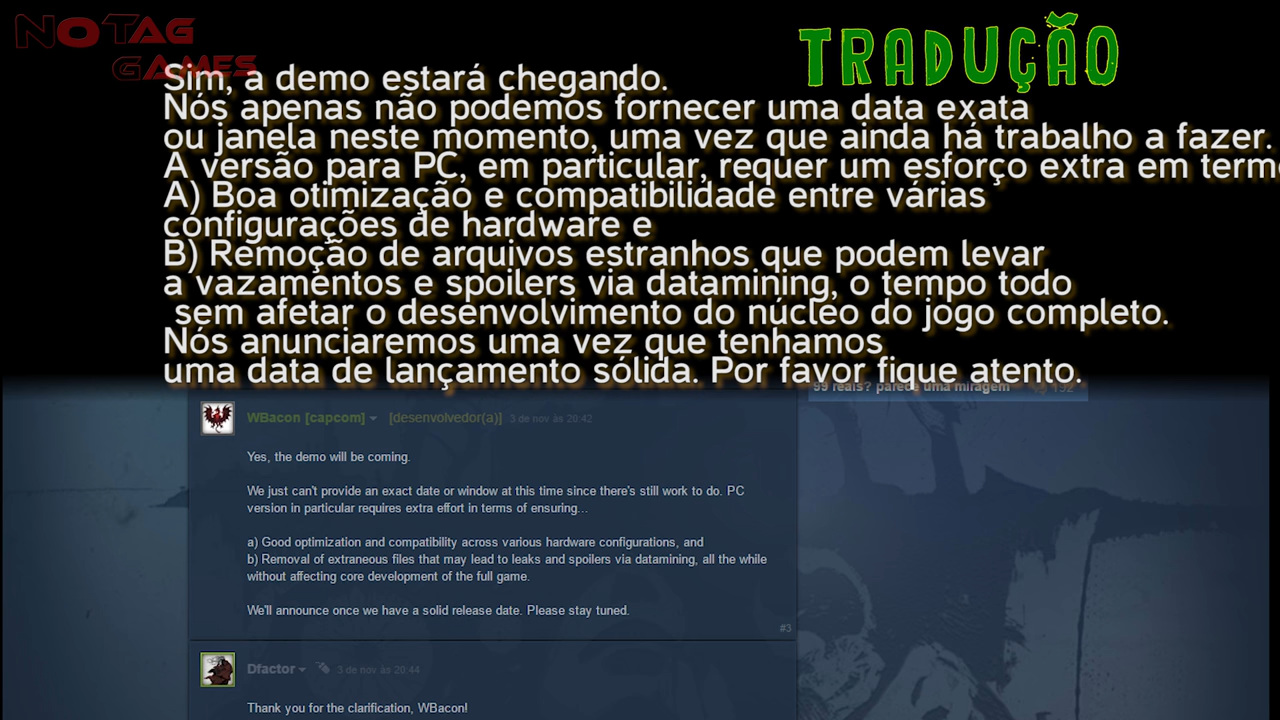 NoTag
Games
TRADUÇÃO
Sim, a demo estará chegando.
Nós apenas não podemos fornecer uma data exata
ou janela neste momento, uma vez que ainda há trabalho a fazer.
A versão para PC, em particular, requer um esforço extra em term
A) Boa otimização e compatibilidade entre várias
configurações de hardware e
B) Remoção de arquivos estranhos que podem levar
a vazamentos e spoilers via datamining, o tempo todo
sem afetar o desenvolvimento do núcleo do jogo completo.
Nós anunciaremos uma vez que tenhamos
uma data de lançamento sólida. Por favor fique atento.
99 reais? parece uma miragem 192
WBacon [capcom] [desenvolvedor(a)] 3 de nov às 20:42
Yes, the demo will be coming.
We just can't provide an exact date or window at this time since there's still work to do. PC
version in particular requires extra effort in terms of ensuring...
a) Good optimization and compatibility across various hardware configurations, and
b) Removal of extraneous files that may lead to leaks and spoilers via datamining, all the while
without affecting core development of the full game.
We'll announce once we have a solid release date. Please stay tuned.
#3
Dfactor 3 de nov às 20:44
Thank you for the clarification, WBacon!